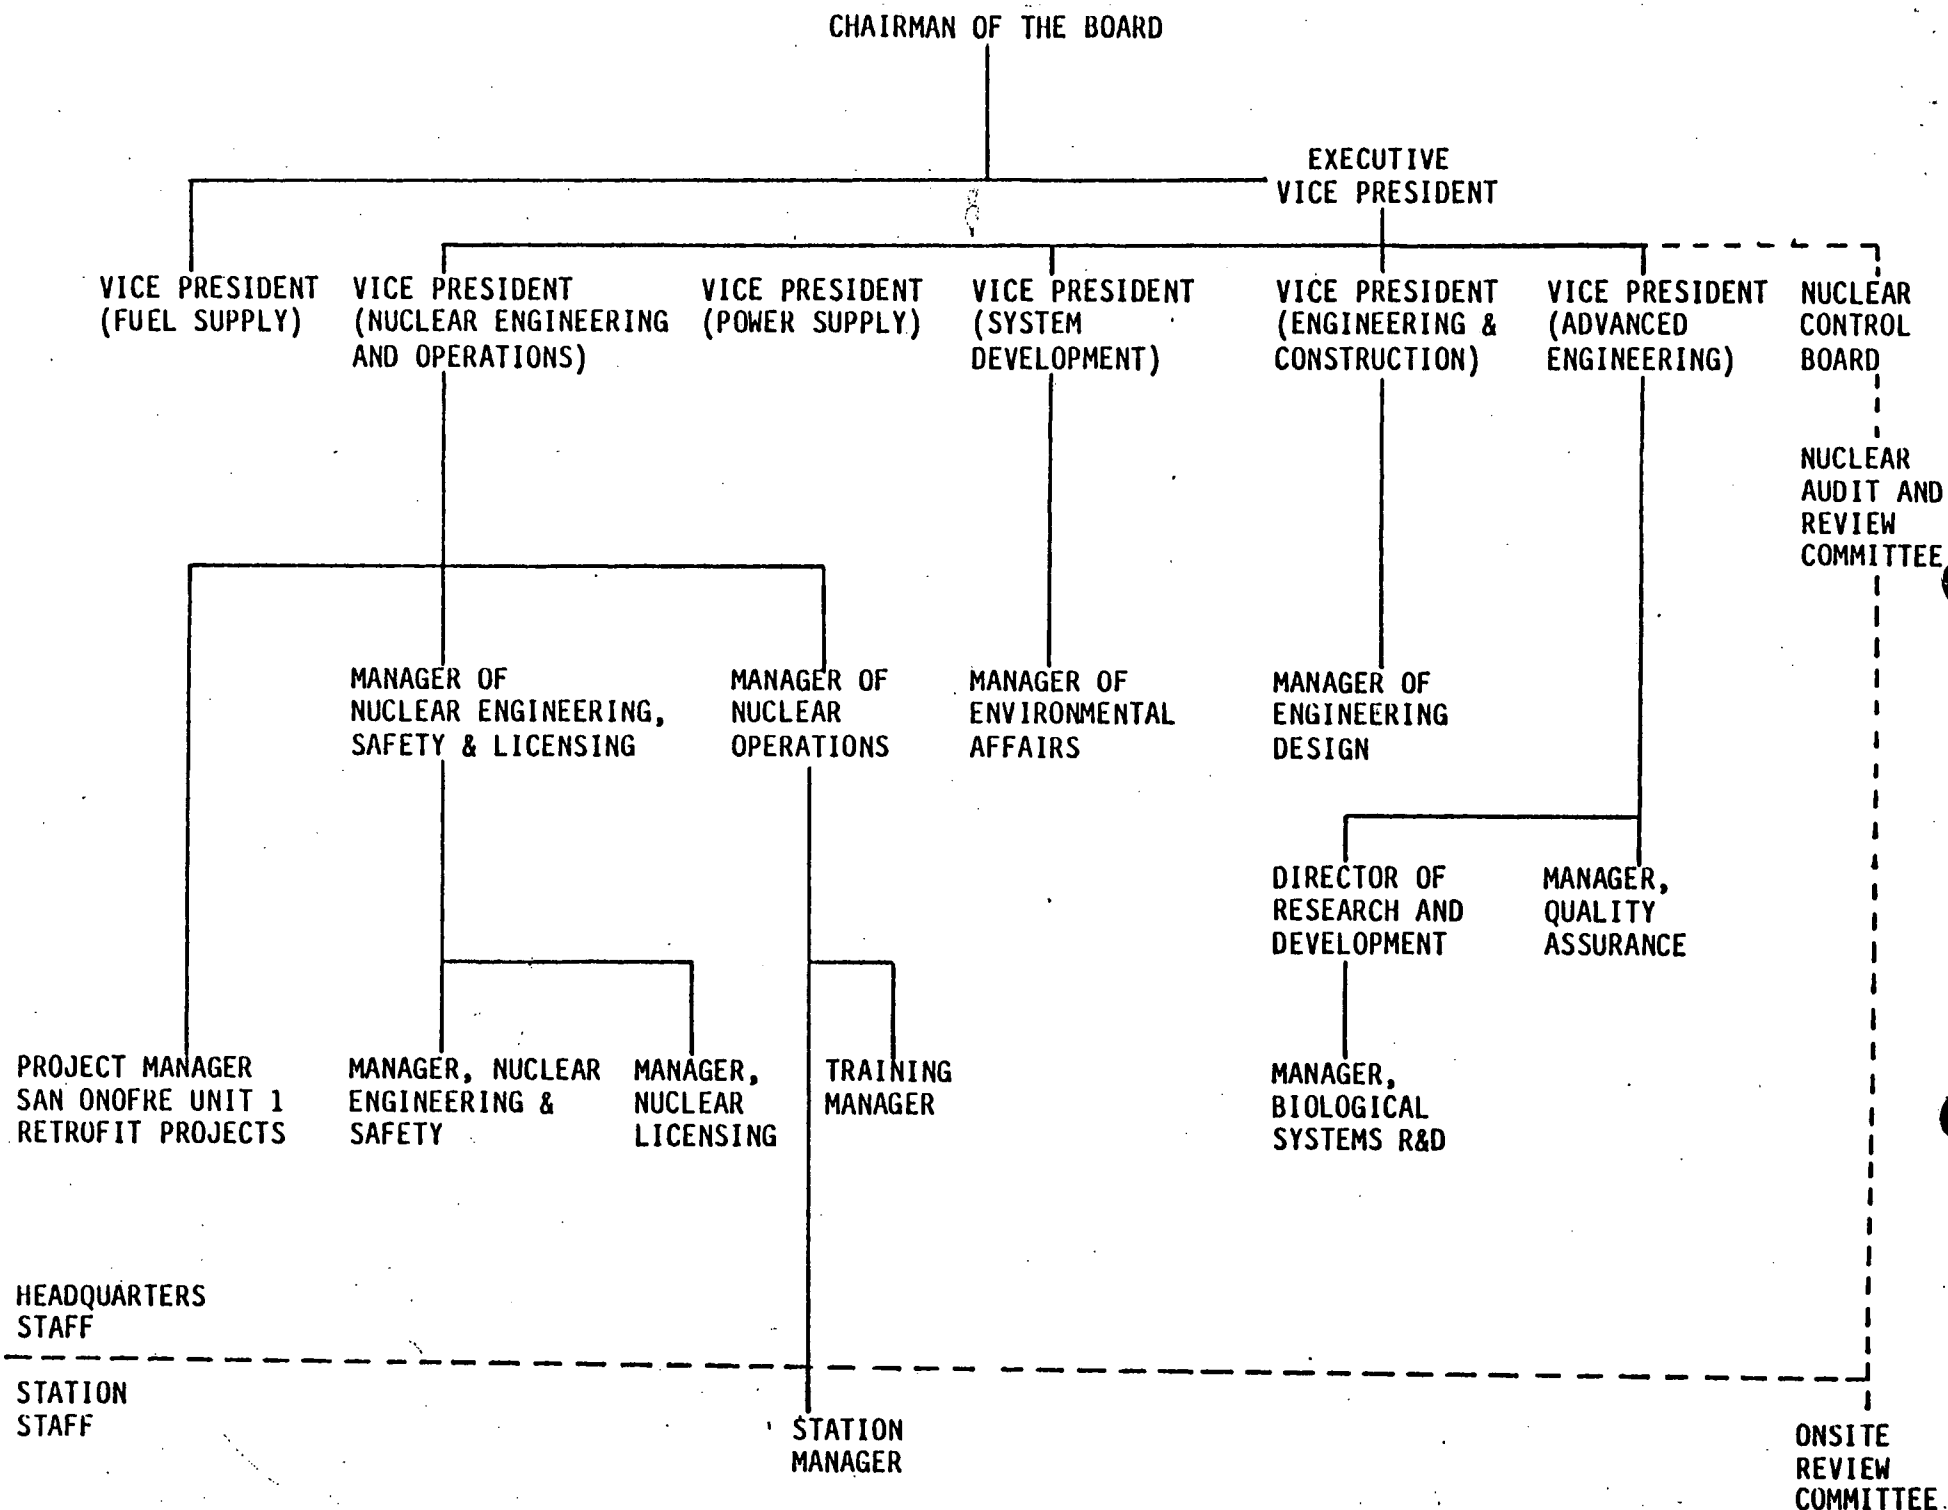 CHAIRMAN OF THE BOARD
EXECUTIVE
VICE PRESIDENT
VICE PRESIDENT
(FUEL SUPPLY)
VICE PRESIDENT
(NUCLEAR ENGINEERING
AND OPERATIONS)
VICE PRESIDENT
(POWER SUPPLY)
VICE PRESIDENT
(SYSTEM
DEVELOPMENT)
VICE PRESIDENT
(ENGINEERING &
CONSTRUCTION)
VICE PRESIDENT
(ADVANCED
ENGINEERING)
NUCLEAR
CONTROL
BOARD
NUCLEAR
AUDIT AND
REVIEW
COMMITTEE
MANAGER OF
NUCLEAR ENGINEERING,
SAFETY & LICENSING
MANAGER OF
NUCLEAR
OPERATIONS
MANAGER OF
ENVIRONMENTAL
AFFAIRS
MANAGER OF
ENGINEERING
DESIGN
DIRECTOR OF
RESEARCH AND
DEVELOPMENT
MANAGER,
QUALITY
ASSURANCE
PROJECT MANAGER
SAN ONOFRE UNIT 1
RETROFIT PROJECTS
MANAGER, NUCLEAR
ENGINEERING &
SAFETY
MANAGER,
NUCLEAR
LICENSING
TRAINING
MANAGER
MANAGER,
BIOLOGICAL
SYSTEMS R&D
HEADQUARTERS
STAFF
STATION
STAFF
STATION
MANAGER
ONSITE
REVIEW
COMMITTEE